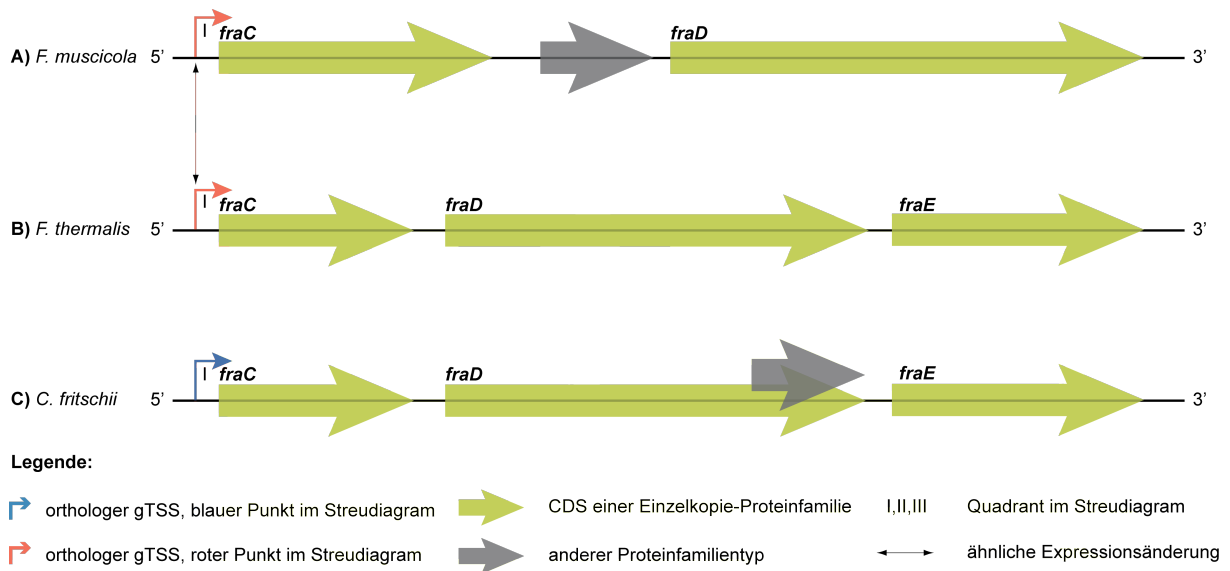 I fraC fraD
A) F. muscicola 5’ 3’
I fraC fraD fraE
B) F. thermalis 5’ 3’
I fraC fraD fraE
C) C. fritschii 5’ 3’
Legende:
orthologer gTSS, blauer Punkt im Streudiagram
CDS einer Einzelkopie-Proteinfamilie
I,II,III Quadrant im Streudiagram
orthologer gTSS, roter Punkt im Streudiagram
anderer Proteinfamilientyp
ähnliche Expressionsänderung